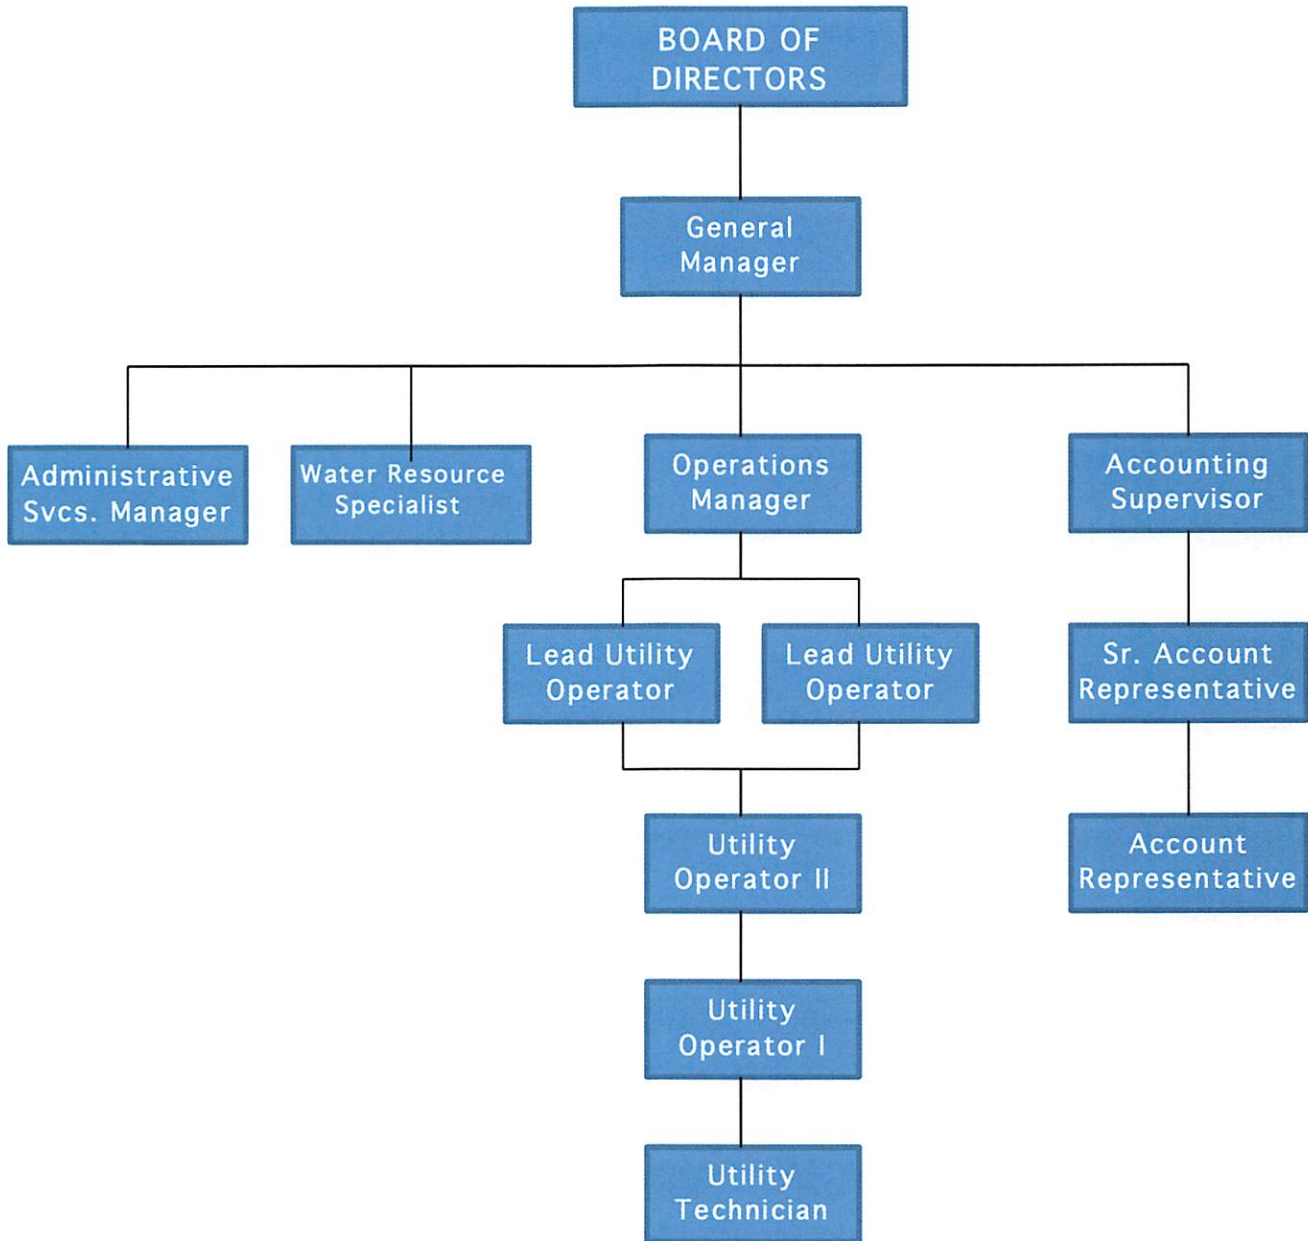 BOARD OF
DIRECTORS
General
Manager
Administrative
Svcs. Manager
Water Resource
Specialist
Operations
Manager
Accounting
Supervisor
Lead Utility
Operator
Lead Utility
Operator
Sr. Account
Representative
Utility
Operator II
Account
Representative
Utility
Operator I
Utility
Technician